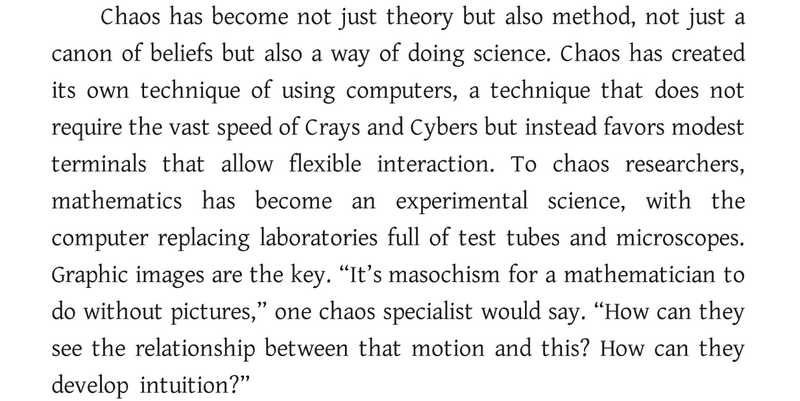 Chaos has become not just theory but also method, not just a
canon of beliefs but also a way of doing science. Chaos has created
its own technique of using computers, a technique that does not
require the vast speed of Crays and Cybers but instead favors modest
terminals that allow flexible interaction. To chaos researchers,
mathematics has become an experimental science, with the
computer replacing laboratories full of test tubes and microscopes.
Graphic images are the key. “It’s masochism for a mathematician to
do without pictures,” one chaos specialist would say. “How can they
see the relationship between that motion and this? How can they
develop intuition?”